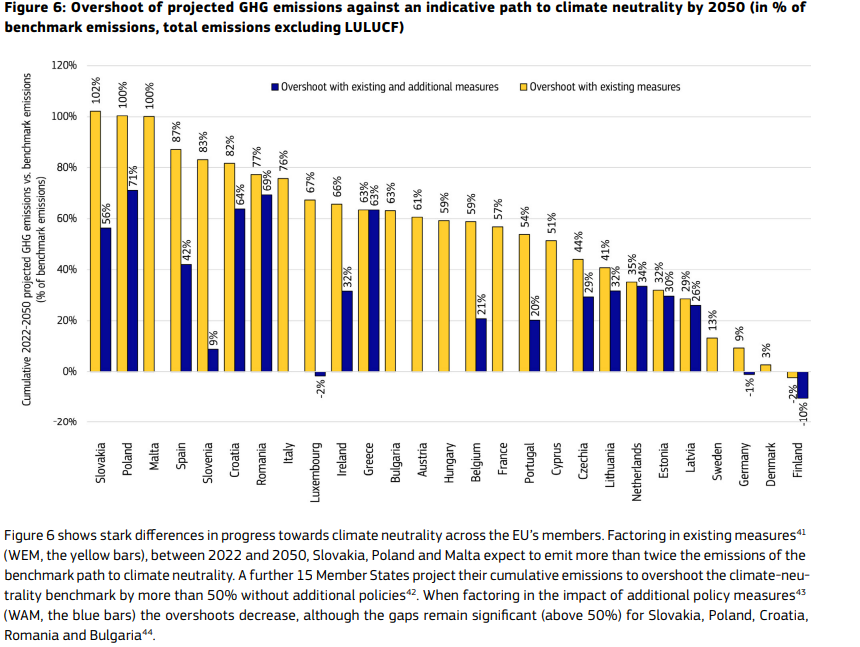 Figure 6: Overshoot of projected GHG emissions against an indicative path to climate neutrality by 2050 (in % of
benchmark emissions, total emissions excluding LULUCF)
Cumulative 2022-2050 projected GHG emissions vs. benchmark emissions
(% of benchmark emissions)
120%
100%
80%
60%
40%
20%
0%
-20%
Overshoot with existing and additional measures
Overshoot with existing measures
102%
56%
100%
71%
100%
87%
42%
83%
9%
82%
64%
77%
69%
76%
67%
-2%
66%
32%
63%
63%
63%
61%
59%
59%
21%
57%
54%
20%
51%
44%
29%
41%
32%
35%
34%
32%
30%
29%
26%
13%
9%
-1%
3%
-2%
-10%
Slovakia
Poland
Malta
Spain
Slovenia
Croatia
Romania
Italy
Luxembourg
Ireland
Greece
Bulgaria
Austria
Hungary
Belgium
France
Portugal
Cyprus
Czechia
Lithuania
Netherlands
Estonia
Latvia
Sweden
Germany
Denmark
Finland
Figure 6 shows stark differences in progress towards climate neutrality across the EU's members. Factoring in existing measures⁴¹
(WEM, the yellow bars), between 2022 and 2050, Slovakia, Poland and Malta expect to emit more than twice the emissions of the
benchmark path to climate neutrality. A further 15 Member States project their cumulative emissions to overshoot the climate-neu-
trality benchmark by more than 50% without additional policies⁴². When factoring in the impact of additional policy measures⁴³
(WAM, the blue bars) the overshoots decrease, although the gaps remain significant (above 50%) for Slovakia, Poland, Croatia,
Romania and Bulgaria⁴⁴.